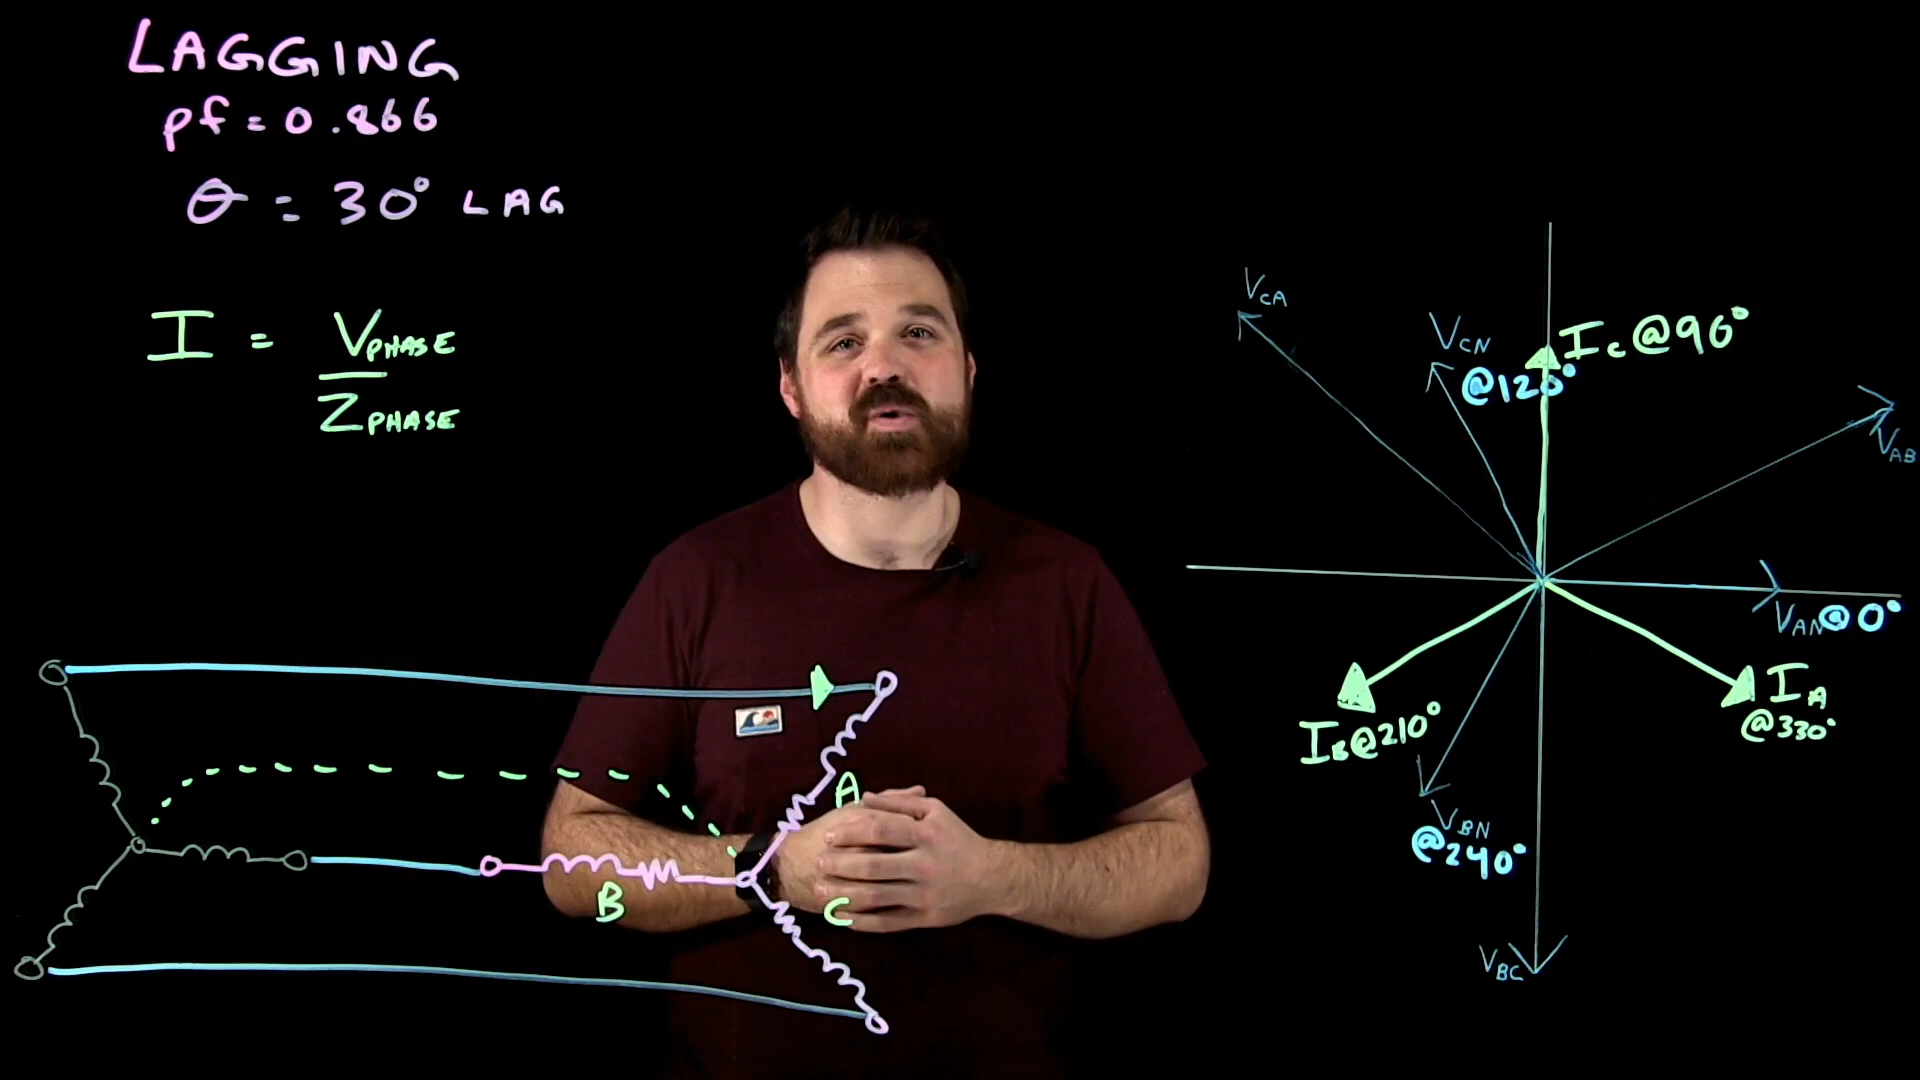 LAGGING
pf = 0.866
θ = 30° LAG
I = VPHASE
ZPHASE
VCA
VCN
@120°
IC @90°
VAB
VAN @0°
IA
@330°
IB @210°
VBN
@240°
VBC
A
B
C